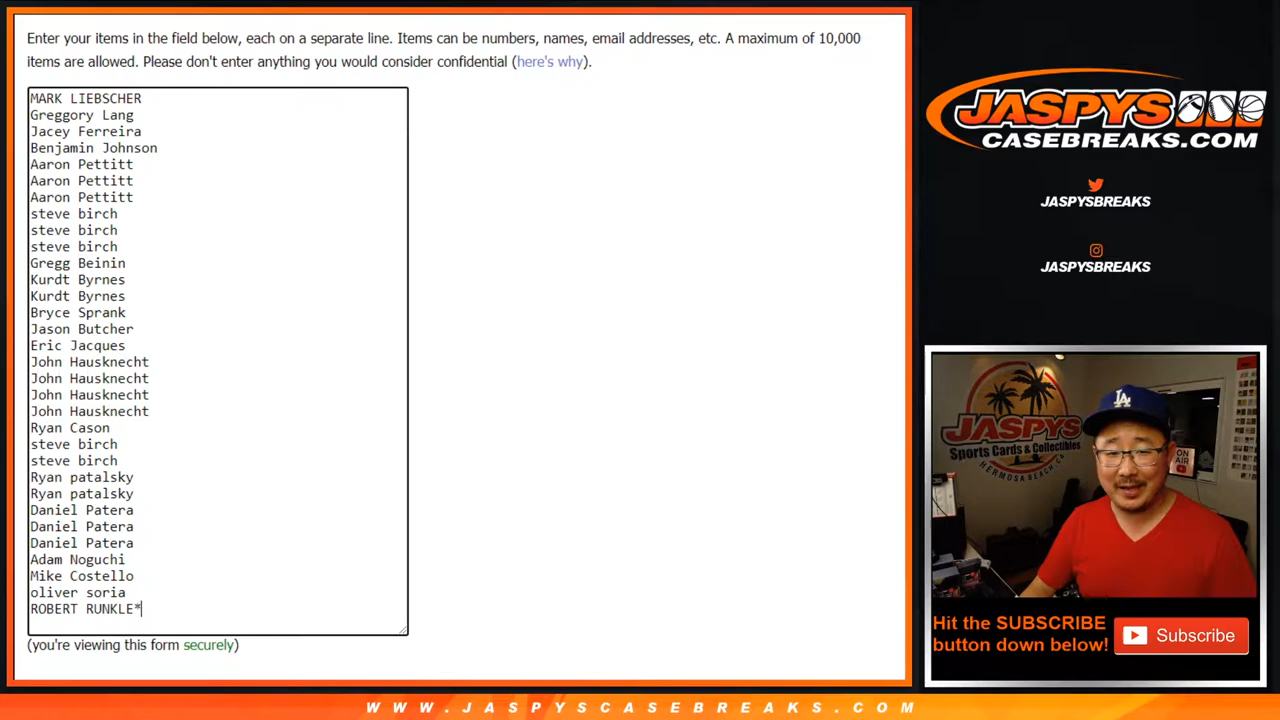 Enter your items in the field below, each on a separate line. Items can be numbers, names, email addresses, etc. A maximum of 10,000
items are allowed. Please don't enter anything you would consider confidential (here's why).
MARK LIEBSCHER
Greggory Lang
Jacey Ferreira
Benjamin Johnson
Aaron Pettitt
Aaron Pettitt
Aaron Pettitt
steve birch
steve birch
steve birch
Gregg Beinin
Kurdt Byrnes
Kurdt Byrnes
Bryce Sprank
Jason Butcher
Eric Jacques
John Hausknecht
John Hausknecht
John Hausknecht
John Hausknecht
Ryan Cason
steve birch
steve birch
Ryan patalsky
Ryan patalsky
Daniel Patera
Daniel Patera
Daniel Patera
Adam Noguchi
Mike Costello
oliver soria
ROBERT RUNKLE*
(you're viewing this form securely)
JASPYS
CASEBREAKS.COM
JASPYSBREAKS
JASPYSBREAKS
JASPYS
Sports Cards & Collectibles
HERMOSA BEACH, CA
LA
ON
AIR
Hit the SUBSCRIBE
button down below!
Subscribe
WWW.JASPYSCASEBREAKS.COM